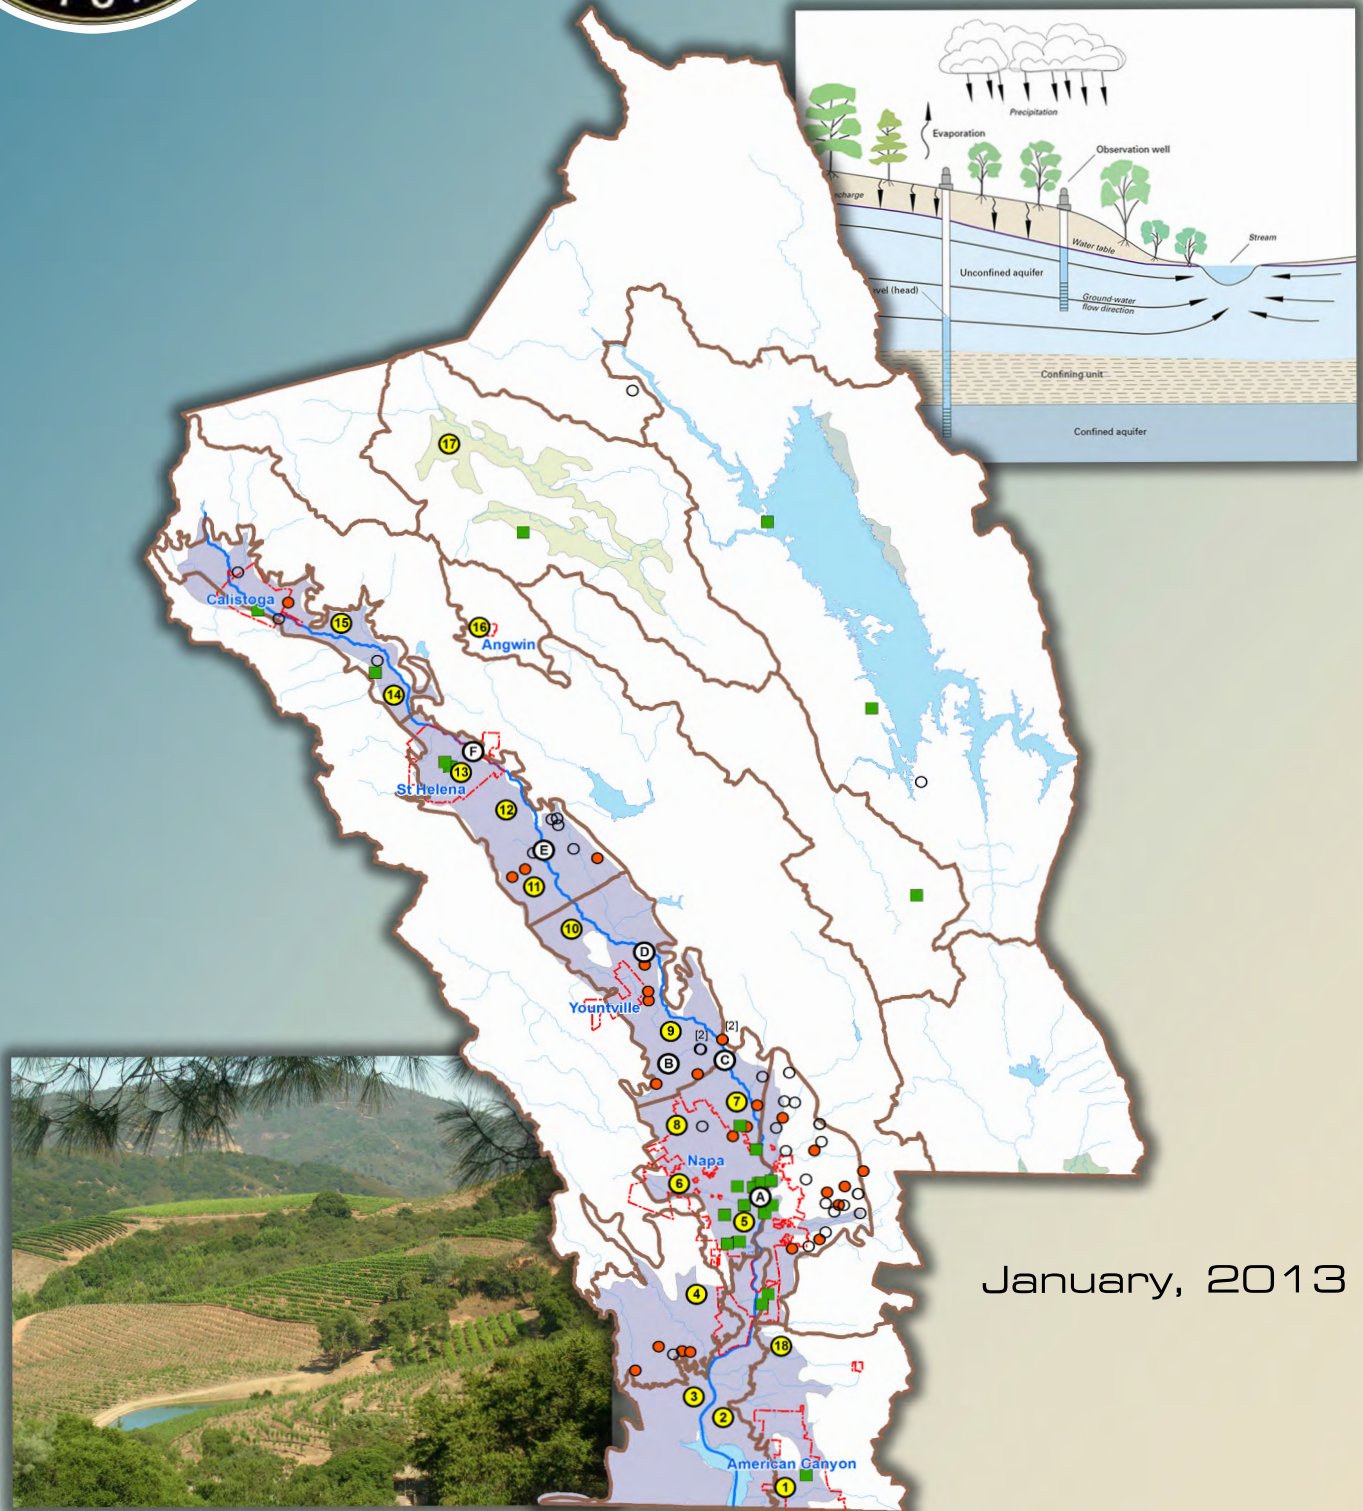 Precipitation
Evaporation
Observation well
Stream
Water table
Unconfined aquifer
(head)
Ground-water
flow direction
Confining unit
Confined aquifer
17
Calistoga
15
16
Angwin
14
F
13
St Helena
12
E
11
10
D
Yountville
9
[2]
[2]
B
C
7
8
Napa
6
A
5
4
January, 2013
18
3
2
American Canyon
1